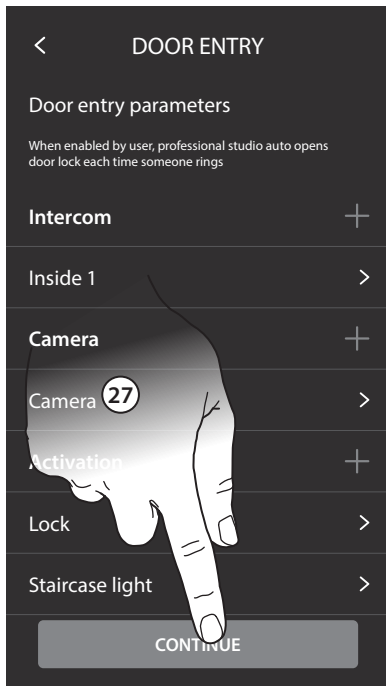 DOOR ENTRY
Door entry parameters
When enabled by user, professional studio auto opens
door lock each time someone rings
Intercom
Inside 1
Camera
Camera
27
Activation
Lock
Staircase light
CONTINUE